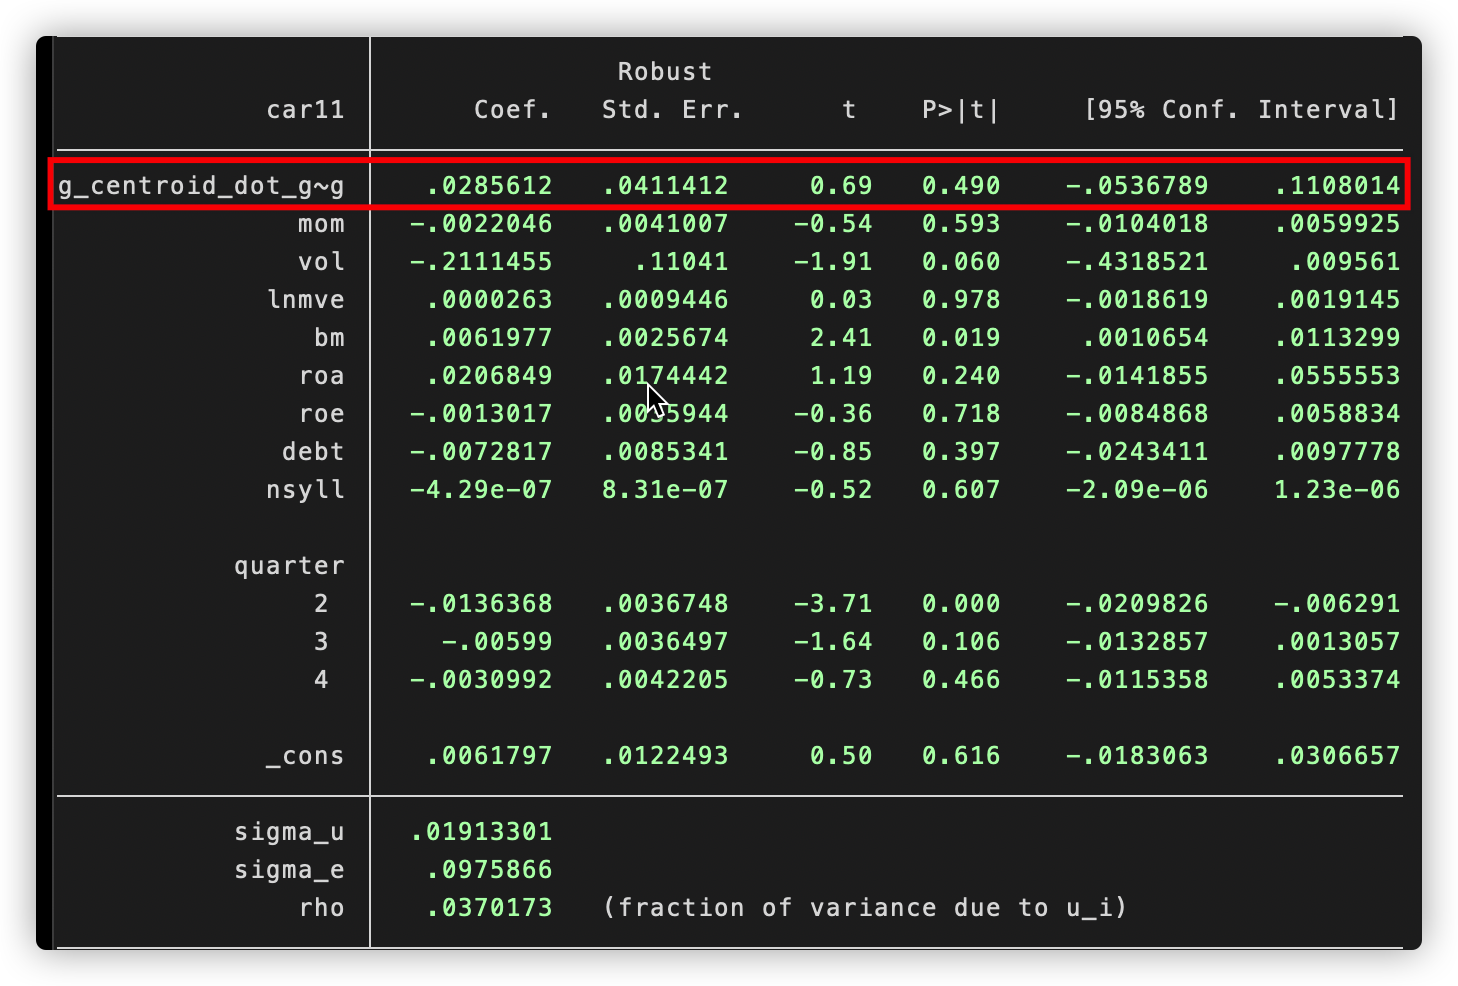 Robust
car11 Coef. Std. Err. t P>|t| [95% Conf. Interval]
g_centroid_dot_g~g .0285612 .0411412 0.69 0.490 -.0536789 .1108014
mom -.0022046 .0041007 -0.54 0.593 -.0104018 .0059925
vol -.2111455 .11041 -1.91 0.060 -.4318521 .009561
lnmve .0000263 .0009446 0.03 0.978 -.0018619 .0019145
bm .0061977 .0025674 2.41 0.019 .0010654 .0113299
roa .0206849 .0174442 1.19 0.240 -.0141855 .0555553
roe -.0013017 -0.36 0.718 -.0084868 .0058834
debt -.0072817 .0085341 -0.85 0.397 -.0243411 .0097778
nsyll -4.29e-07 8.31e-07 -0.52 0.607 -2.09e-06 1.23e-06
quarter
2 -.0136368 .0036748 -3.71 0.000 -.0209826 -.006291
3 -.00599 .0036497 -1.64 0.106 -.0132857 .0013057
4 -.0030992 .0042205 -0.73 0.466 -.0115358 .0053374
_cons .0061797 .0122493 0.50 0.616 -.0183063 .0306657
sigma_u .01913301
sigma_e .0975866
rho .0370173 (fraction of variance due to u_i)